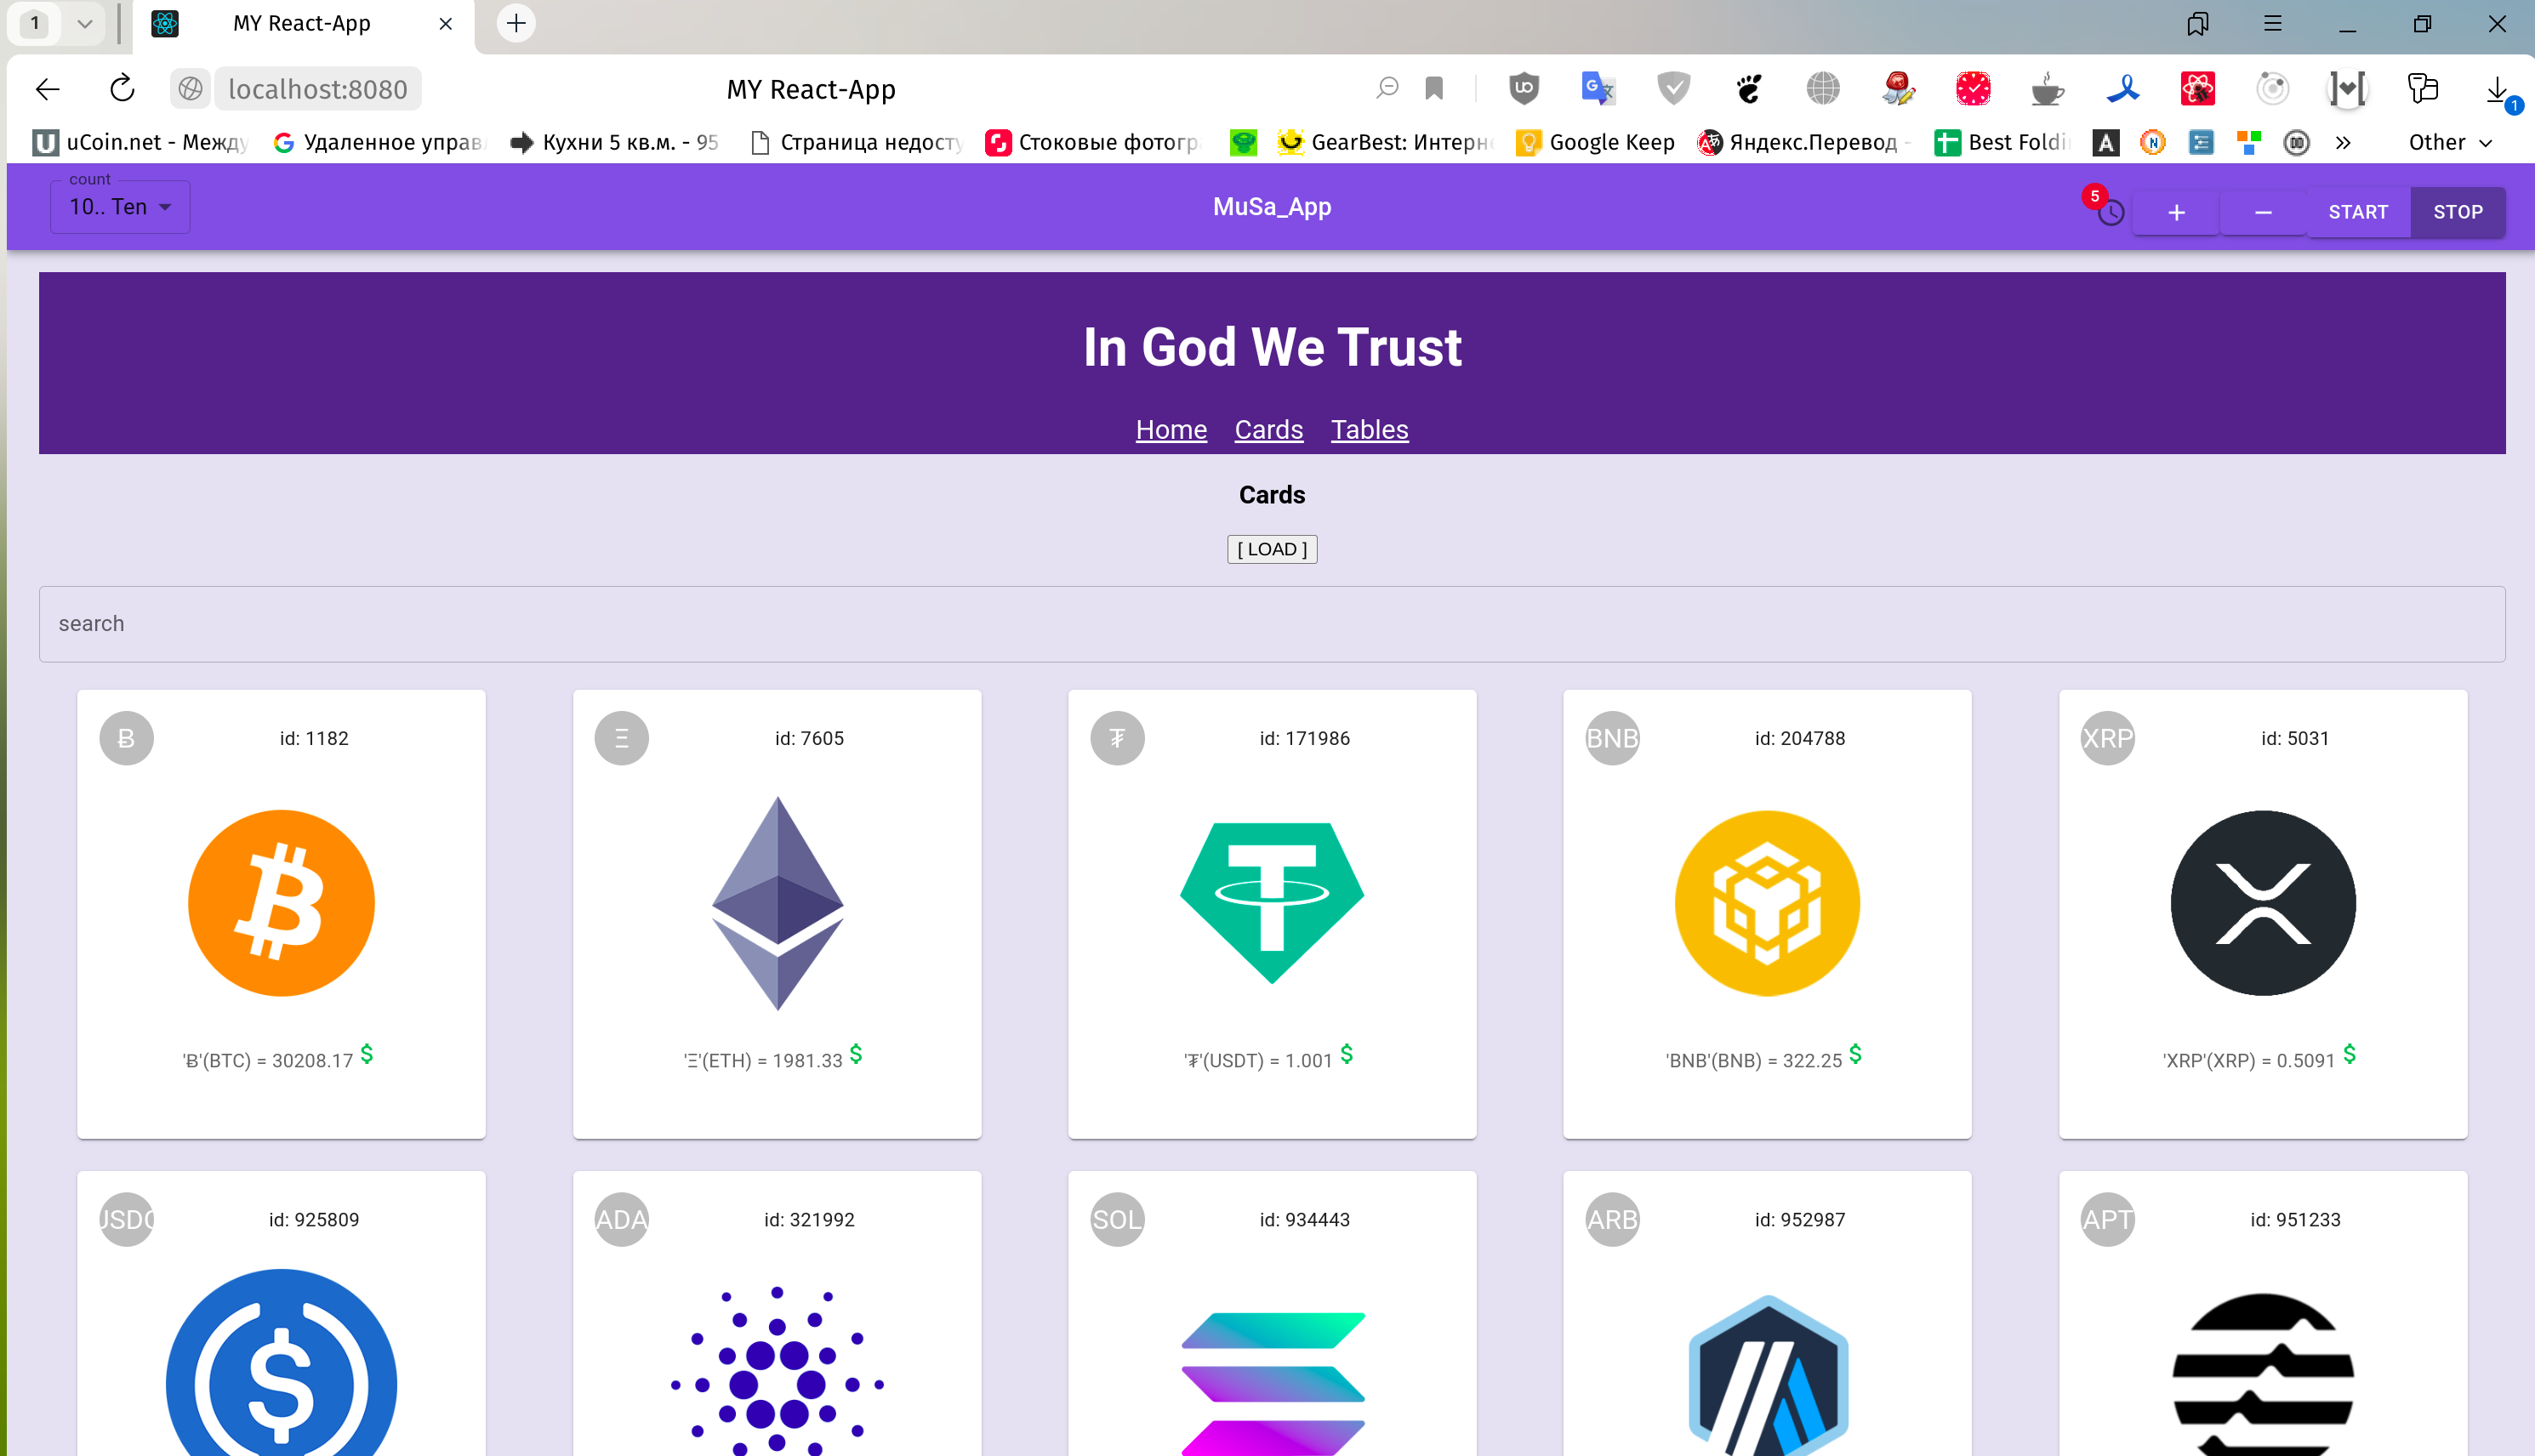 1
MY React-App
localhost:8080
MY React-App
1
uCoin.net - Между
Удаленное управ
Кухни 5 кв.м. - 95
Страница недосту
Стоковые фотогр
GearBest: Интерн
Google Keep
Яндекс.Перевод -
Best Foldi
Other
count
10.. Ten
MuSa_App
5
+
−
START
STOP
In God We Trust
Home Cards Tables
Cards
[ LOAD ]
search
Ƀ id: 1182
Ξ id: 7605
₮ id: 171986
BNB id: 204788
XRP id: 5031
'Ƀ'(BTC) = 30208.17 $
'Ξ'(ETH) = 1981.33 $
'₮'(USDT) = 1.001 $
'BNB'(BNB) = 322.25 $
'XRP'(XRP) = 0.5091 $
USDC id: 925809
ADA id: 321992
SOL id: 934443
ARB id: 952987
APT id: 951233